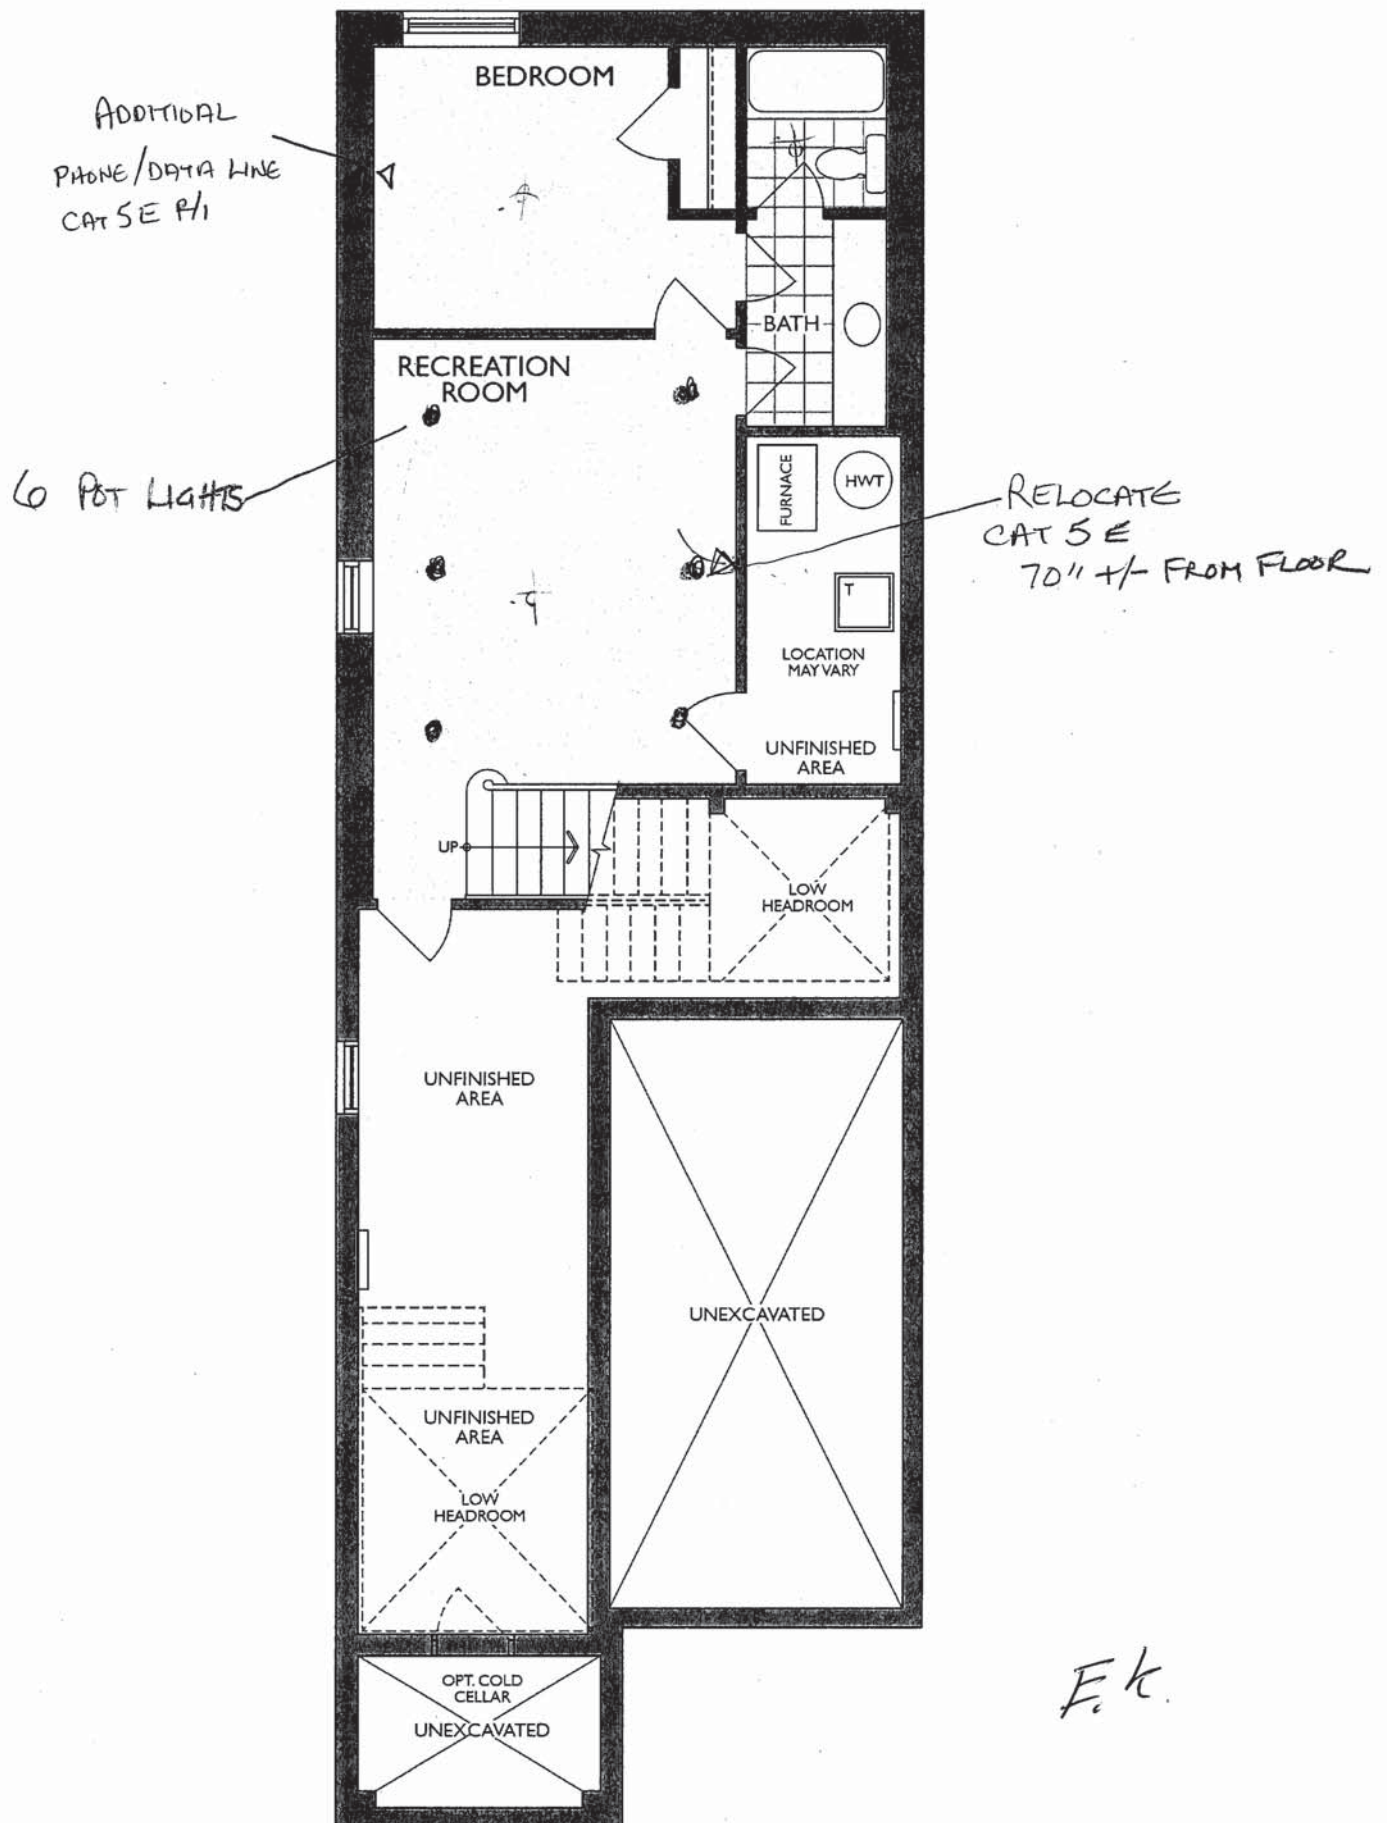 BEDROOM
ADDITIOAL
PHONE/DATA LINE
CAT 5E R/I
BATH
RECREATION
ROOM
6 POT LIGHTS
FURNACE
HWT
RELOCATE
CAT 5 E
70" +/- FROM FLOOR
T
LOCATION
MAY VARY
UNFINISHED
AREA
UP
LOW
HEADROOM
UNFINISHED
AREA
UNEXCAVATED
UNFINISHED
AREA
LOW
HEADROOM
OPT. COLD
CELLAR
UNEXCAVATED
E.K.